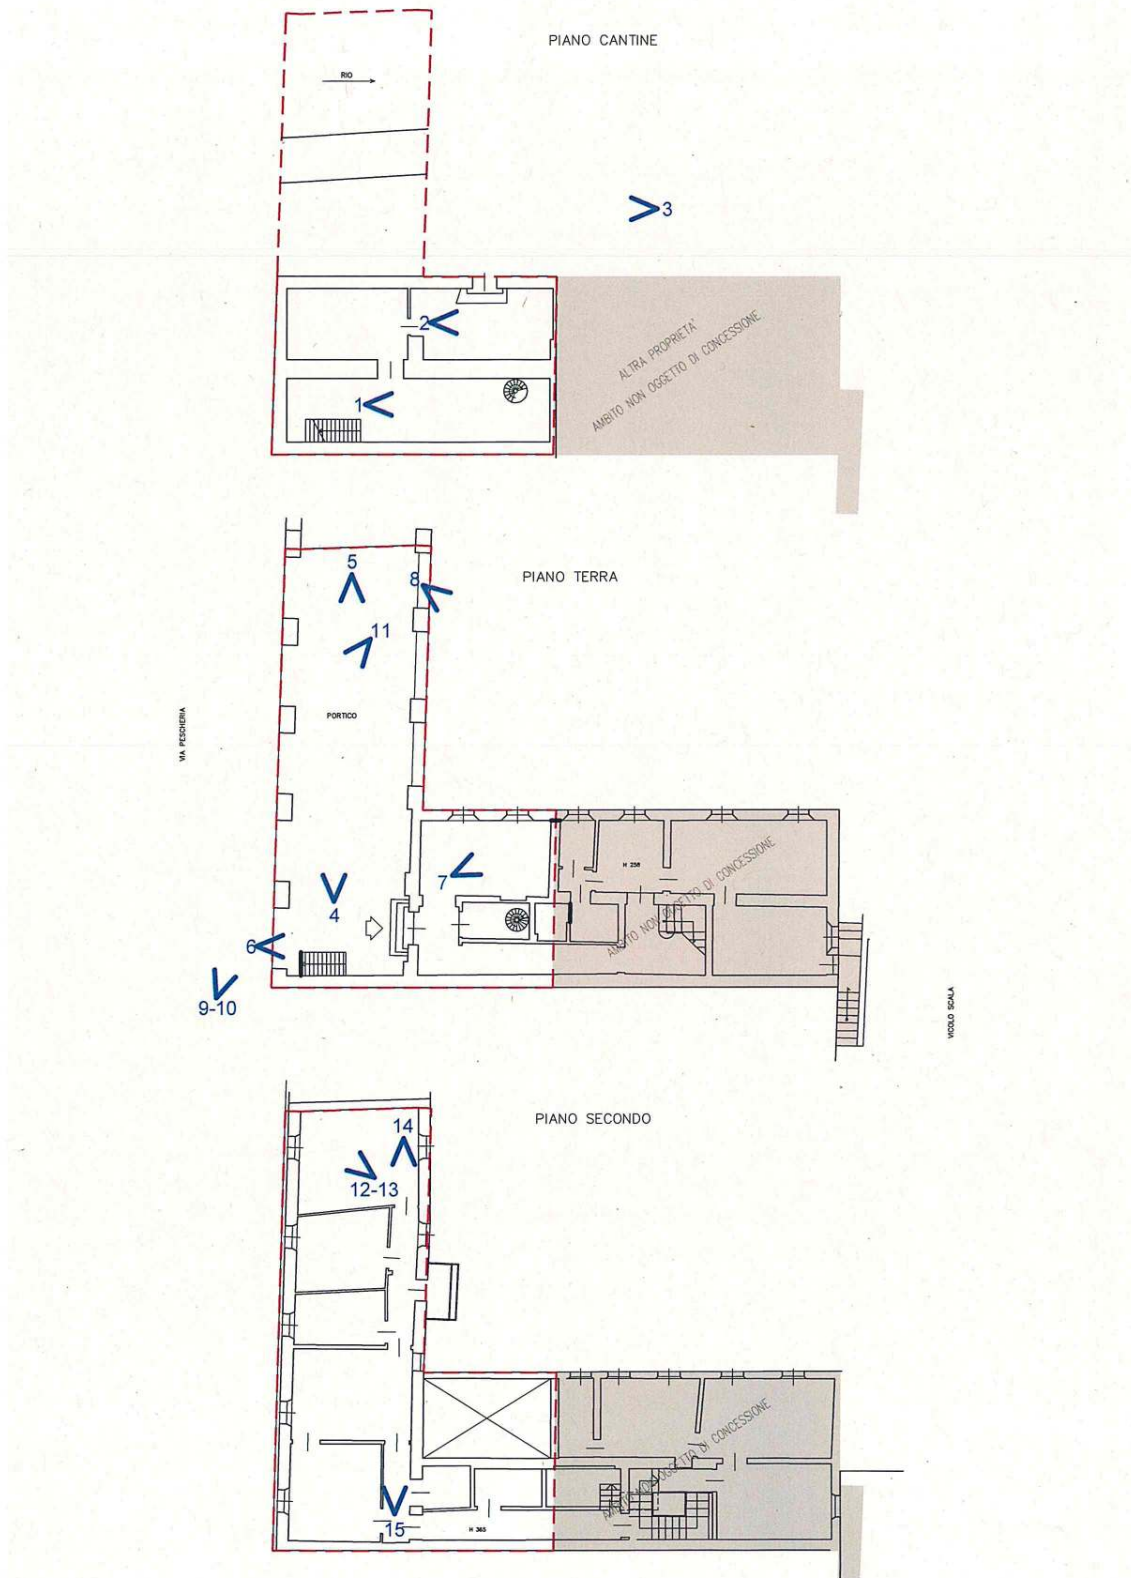 PIANO CANTINE
RIO
3
2
1
ALTRA PROPRIETA'
AMBITO NON OGGETTO DI CONCESSIONE
PIANO TERRA
5
8
11
VIA PESCHERIA
PORTICO
7
H 258
AMBITO NON OGGETTO DI CONCESSIONE
4
6
9-10
VICOLO SCALA
PIANO SECONDO
14
12-13
AMBITO NON OGGETTO DI CONCESSIONE
15
H 365